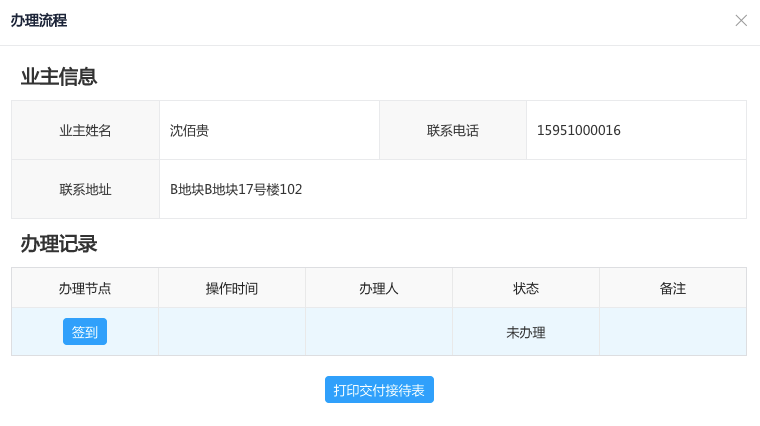 办理流程
业主信息
业主姓名 沈佰贵 联系电话 15951000016
联系地址 B地块B地块17号楼102
办理记录
办理节点 操作时间 办理人 状态 备注
签到 未办理
打印交付接待表